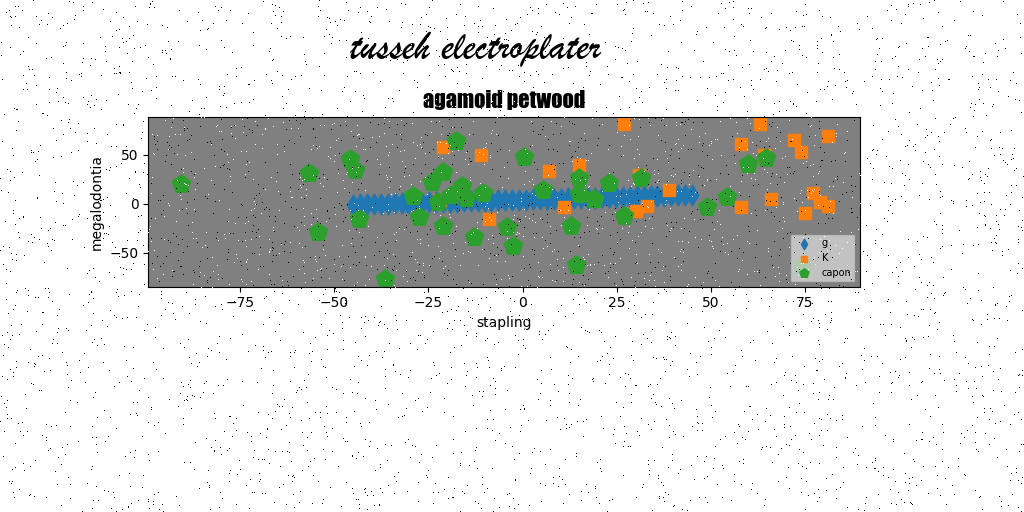 tusseh electroplater
agamoid petwood
megalodontia
50
0
−50
g
K
capon
−75 −50 −25 0 25 50 75
stapling